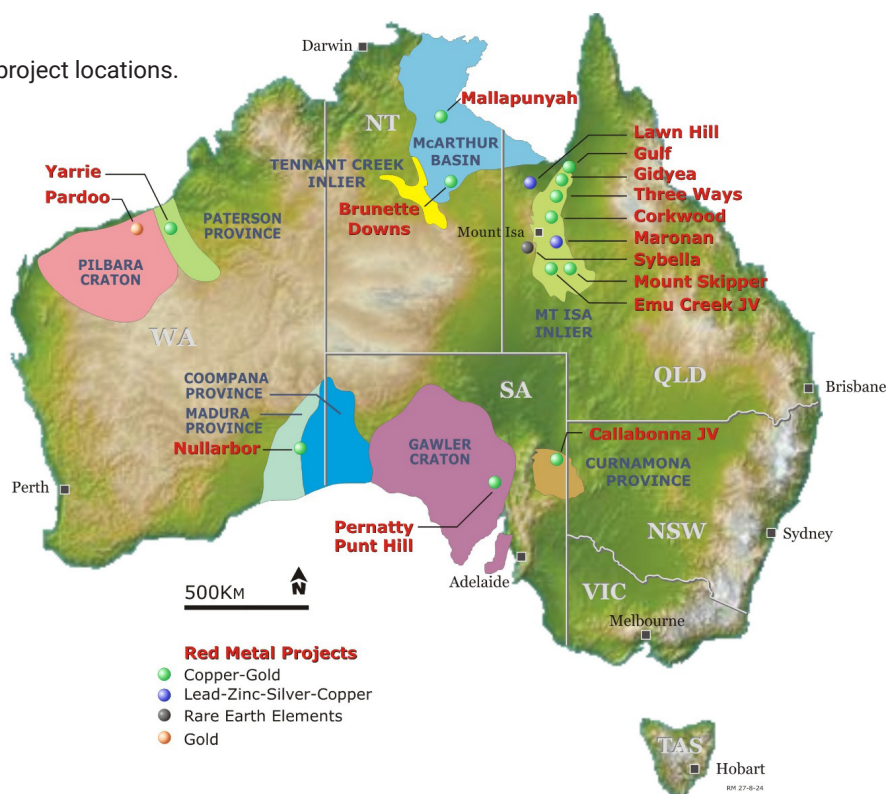 project locations.
Darwin
Mallapunyah
NT
McARTHUR
BASIN
Lawn Hill
Gulf
Gidyea
Three Ways
Corkwood
Maronan
Sybella
Mount Skipper
Emu Creek JV
TENNANT CREEK
INLIER
Brunette
Downs
Mount Isa
MT ISA
INLIER
Yarrie
Pardoo
PATERSON
PROVINCE
PILBARA
CRATON
WA
SA
QLD
Brisbane
COOMPANA
PROVINCE
MADURA
PROVINCE
Nullarbor
GAWLER
CRATON
Callabonna JV
CURNAMONA
PROVINCE
Perth
Pernatty
Punt Hill
NSW
Sydney
Adelaide
VIC
Melbourne
N
500KM
Red Metal Projects
Copper-Gold
Lead-Zinc-Silver-Copper
Rare Earth Elements
Gold
TAS
Hobart
RM 27-8-24